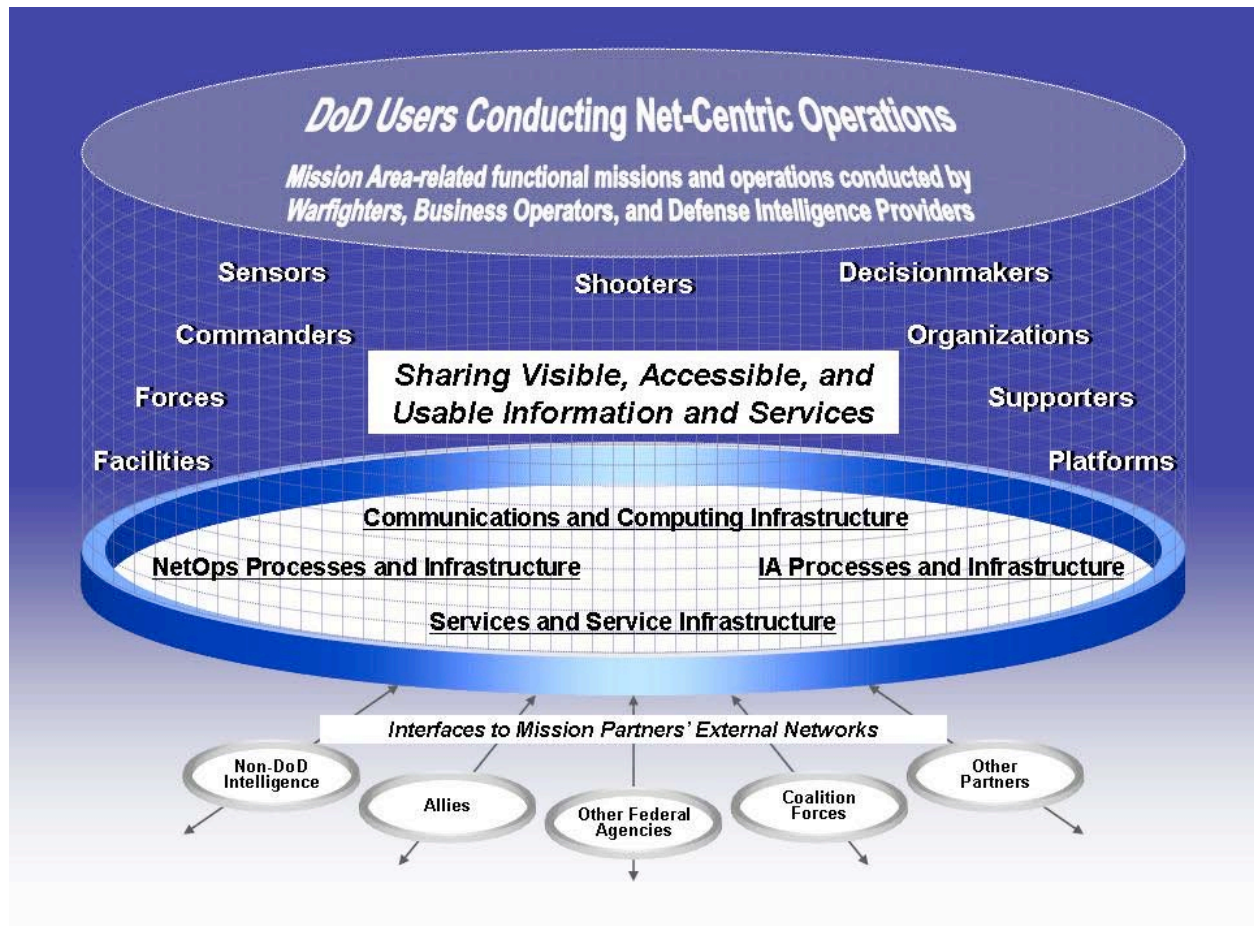 DoD Users Conducting Net-Centric Operations
Mission Area-related functional missions and operations conducted by
Warfighters, Business Operators, and Defense Intelligence Providers
Sensors
Shooters
Decisionmakers
Commanders
Organizations
Sharing Visible, Accessible, and
Usable Information and Services
Forces
Supporters
Facilities
Platforms
Communications and Computing Infrastructure
NetOps Processes and Infrastructure
IA Processes and Infrastructure
Services and Service Infrastructure
Interfaces to Mission Partners' External Networks
Non-DoD
Intelligence
Allies
Other Federal
Agencies
Coalition
Forces
Other
Partners